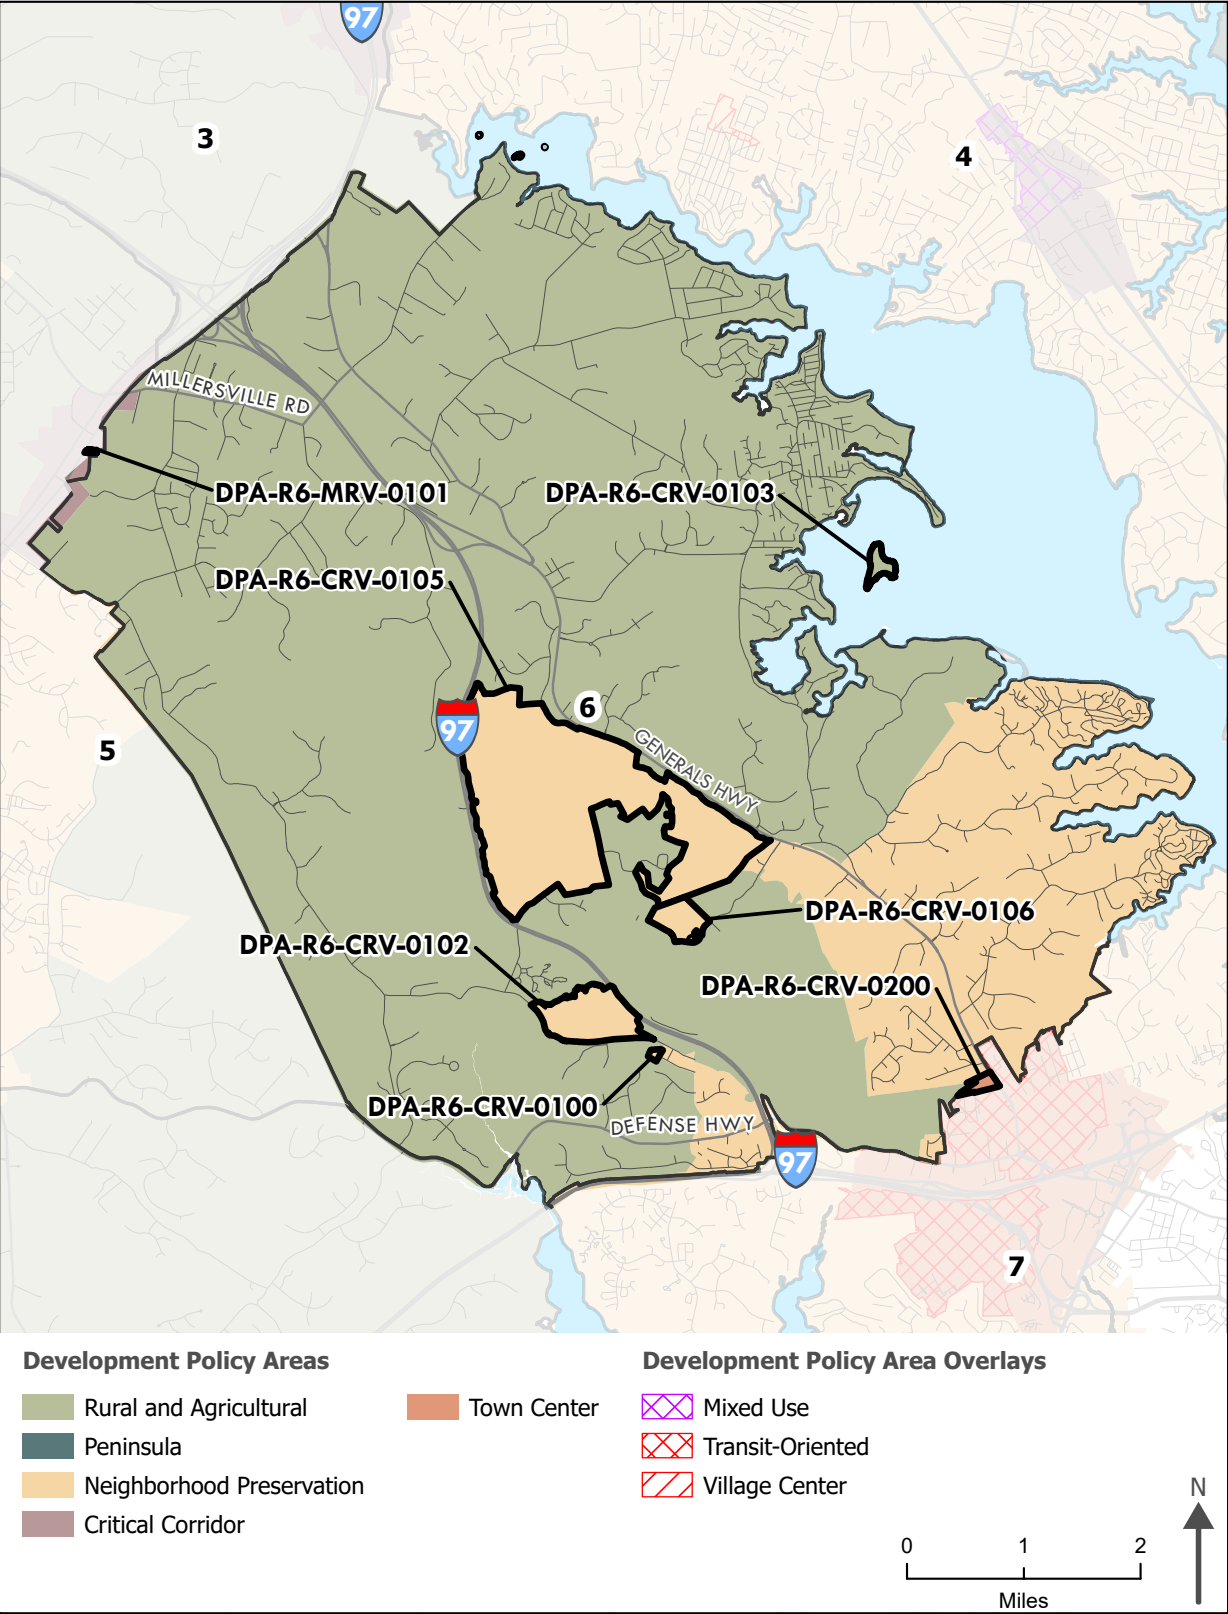 97
3
4
MILLERSVILLE RD
DPA-R6-MRV-0101
DPA-R6-CRV-0103
DPA-R6-CRV-0105
6
97
GENERALS HWY
5
DPA-R6-CRV-0106
DPA-R6-CRV-0102
DPA-R6-CRV-0200
DPA-R6-CRV-0100
DEFENSE HWY
97
7
Development Policy Areas
Rural and Agricultural
Peninsula
Neighborhood Preservation
Critical Corridor
Town Center
Development Policy Area Overlays
Mixed Use
Transit-Oriented
Village Center
N
0 1 2
Miles